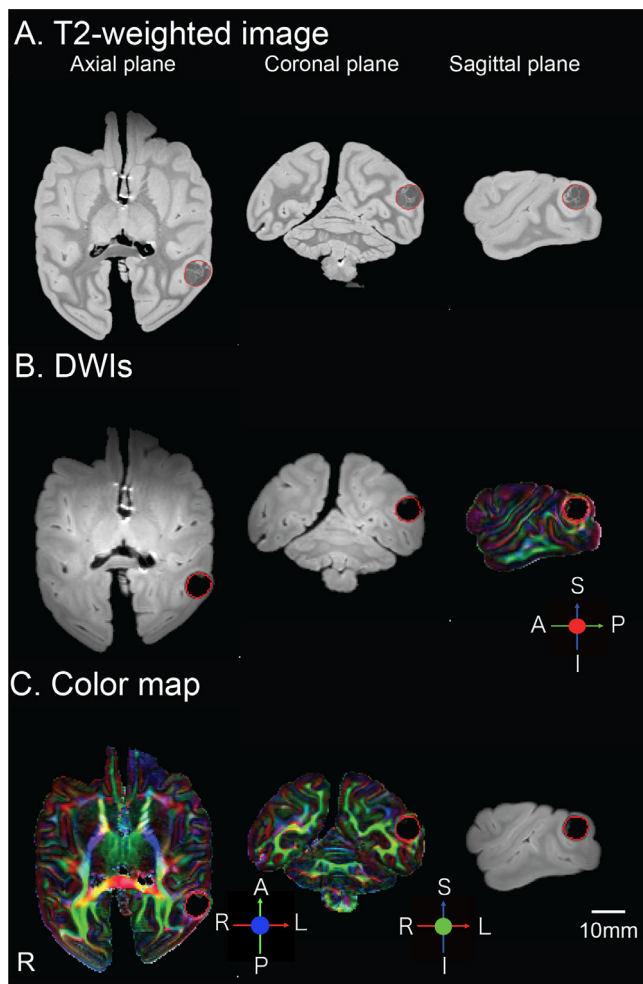 A. T2-weighted image
Axial plane Coronal plane Sagittal plane
B. DWIs
S
A P
I
C. Color map
A S
R L R L
10mm
P I
R